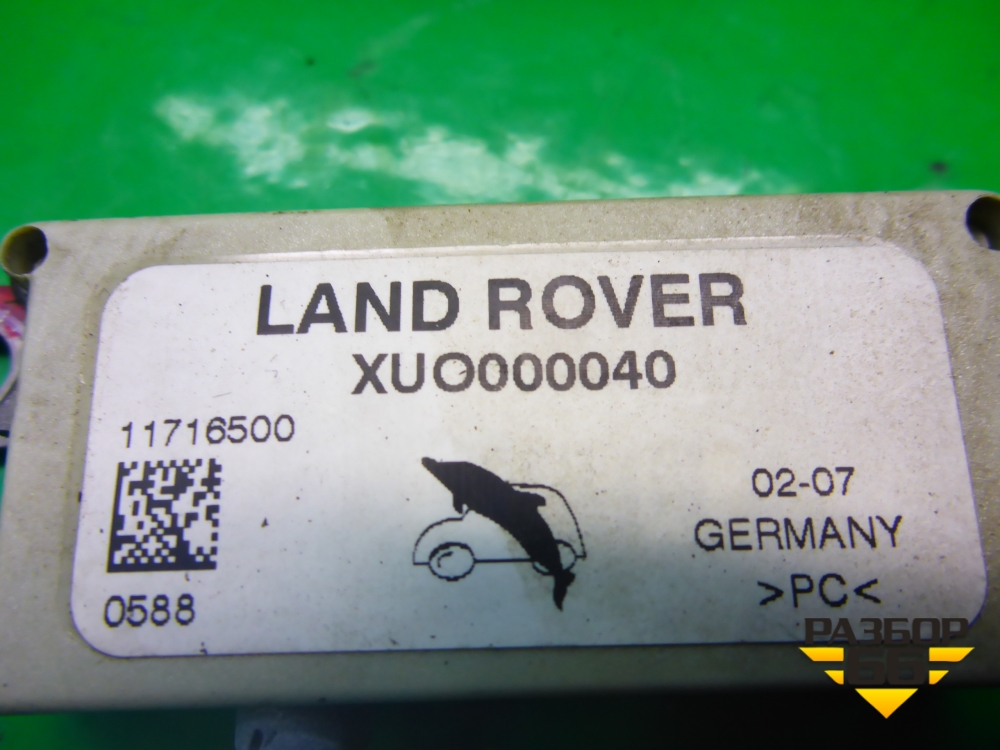 LAND ROVER
XUO000040
11716500
02-07
GERMANY
0588
>PC<
РАЗБОР
66